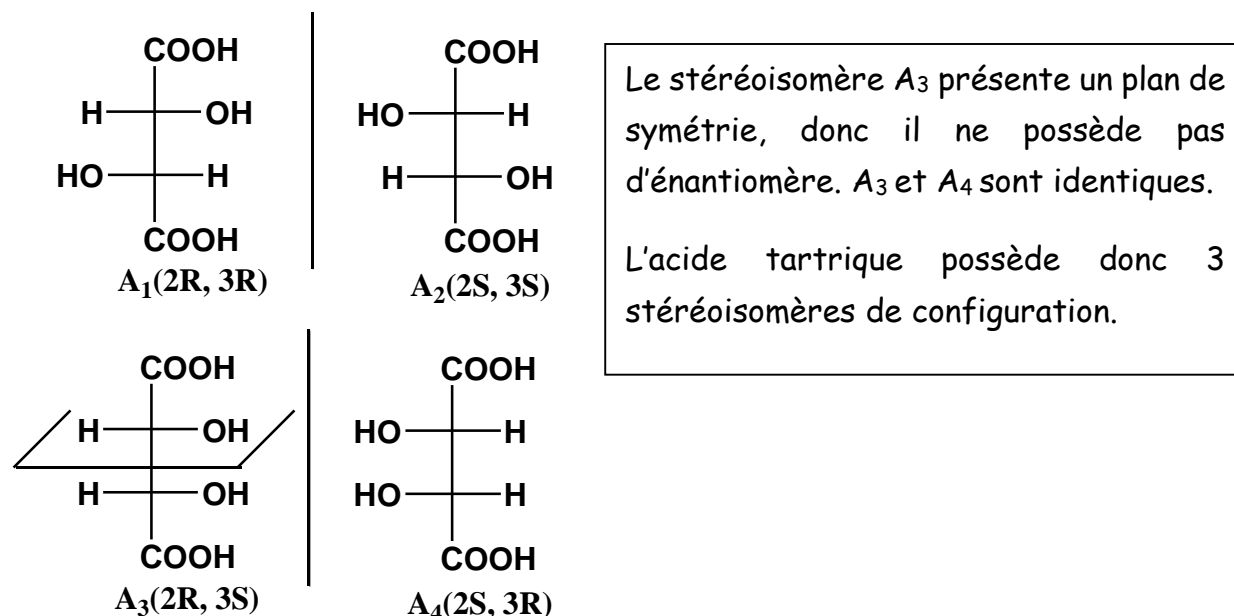 COOH
H OH
HO H
COOH
A1(2R, 3R)
COOH
HO H
H OH
COOH
A2(2S, 3S)
Le stéréoisomère A3 présente un plan de
symétrie, donc il ne possède pas
d'énantiomère. A3 et A4 sont identiques.
L'acide tartrique possède donc 3
stéréoisomères de configuration.
COOH
H OH
H OH
COOH
A3(2R, 3S)
COOH
HO H
HO H
COOH
A4(2S, 3R)